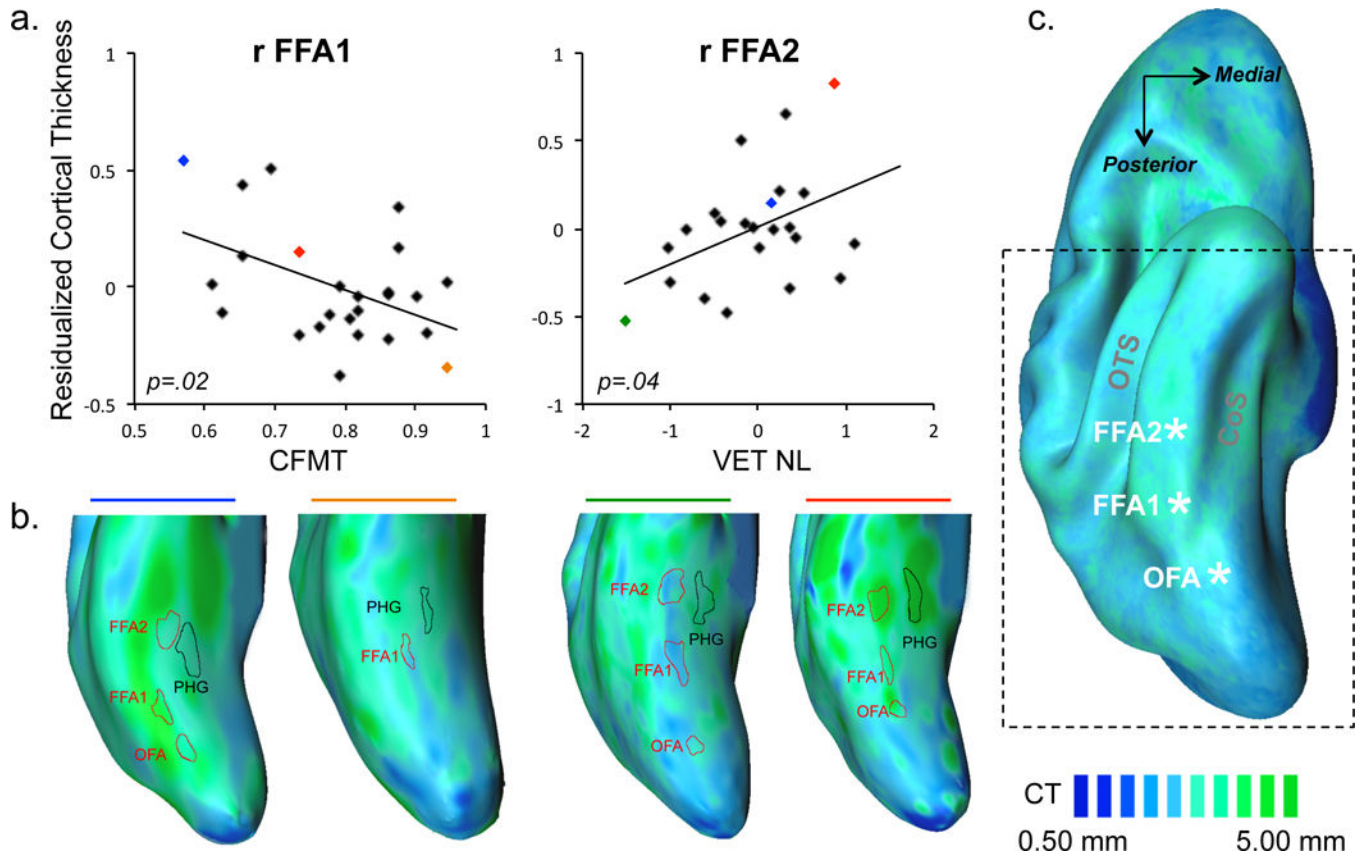 a.
r FFA1
Residualized Cortical Thickness
1
0.5
0
-0.5
p=.02
0.5 0.6 0.7 0.8 0.9 1
CFMT
r FFA2
1
0.5
0
-0.5
-1
p=.04
-2 -1 0 1 2
VET NL
b.
FFA2
PHG
FFA1
OFA
PHG
FFA1
FFA2
PHG
FFA1
OFA
FFA2
PHG
FFA1
OFA
c.
Medial
Posterior
OTS
CoS
FFA2*
FFA1*
OFA*
CT
0.50 mm 5.00 mm